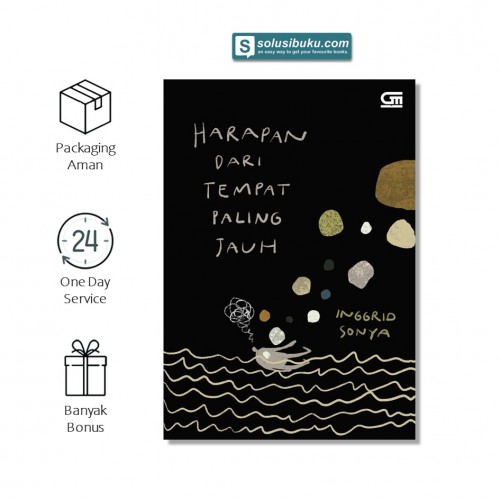 S solusibuku.com
an easy way to get your favourite books.
GM
HARAPAN
DARI
TEMPAT
PALING
JAUH
INGGRID
SONYA
Packaging
Aman
24
One Day
Service
Banyak
Bonus